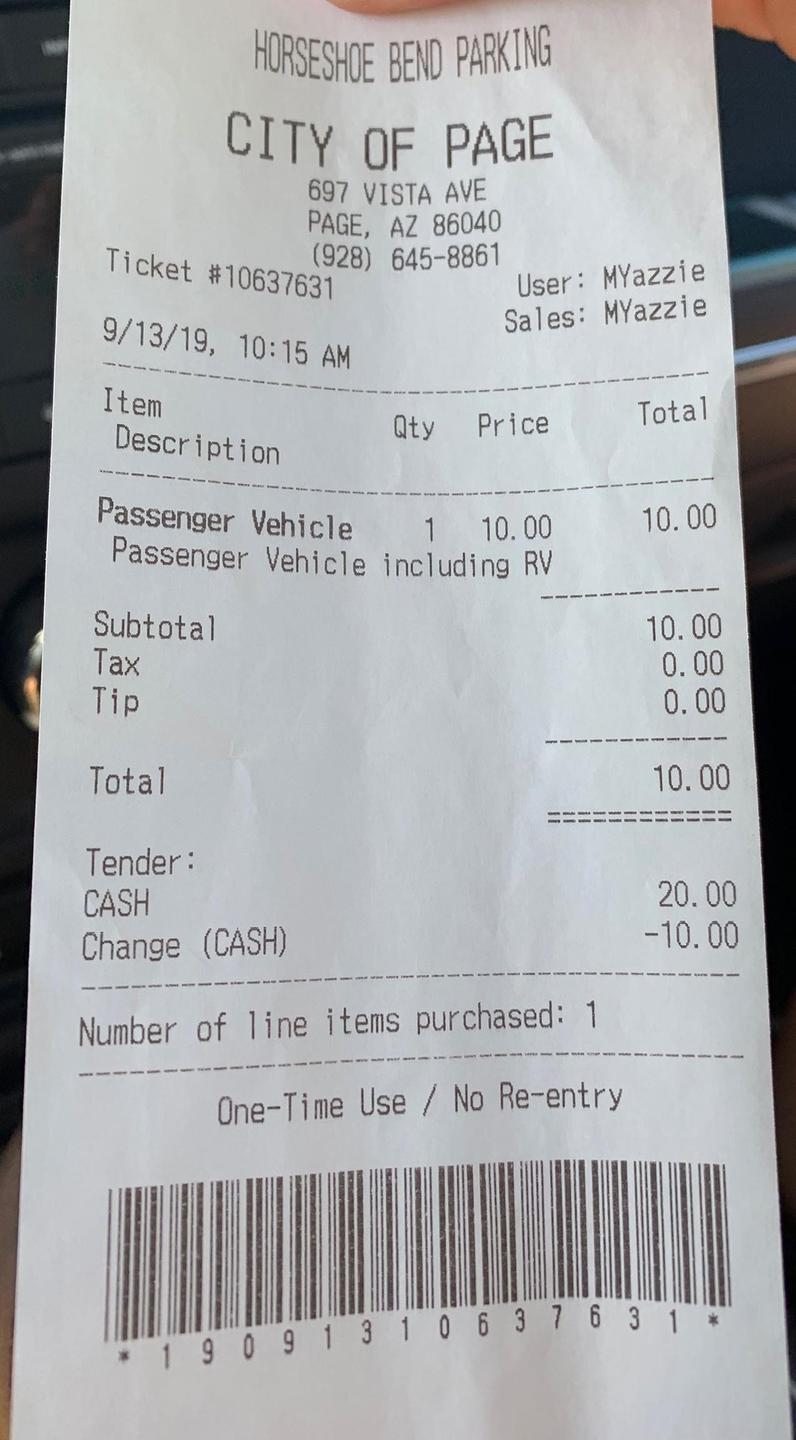 HORSESHOE BEND PARKING
CITY OF PAGE
697 VISTA AVE
PAGE, AZ 86040
(928) 645-8861
Ticket #10637631 User: MYazzie
Sales: MYazzie
9/13/19, 10:15 AM
Item Qty Price Total
Description
Passenger Vehicle 1 10.00 10.00
Passenger Vehicle including RV
Subtotal 10.00
Tax 0.00
Tip 0.00
Total 10.00
Tender:
CASH 20.00
Change (CASH) -10.00
Number of line items purchased: 1
One-Time Use / No Re-entry
*19091310637631*